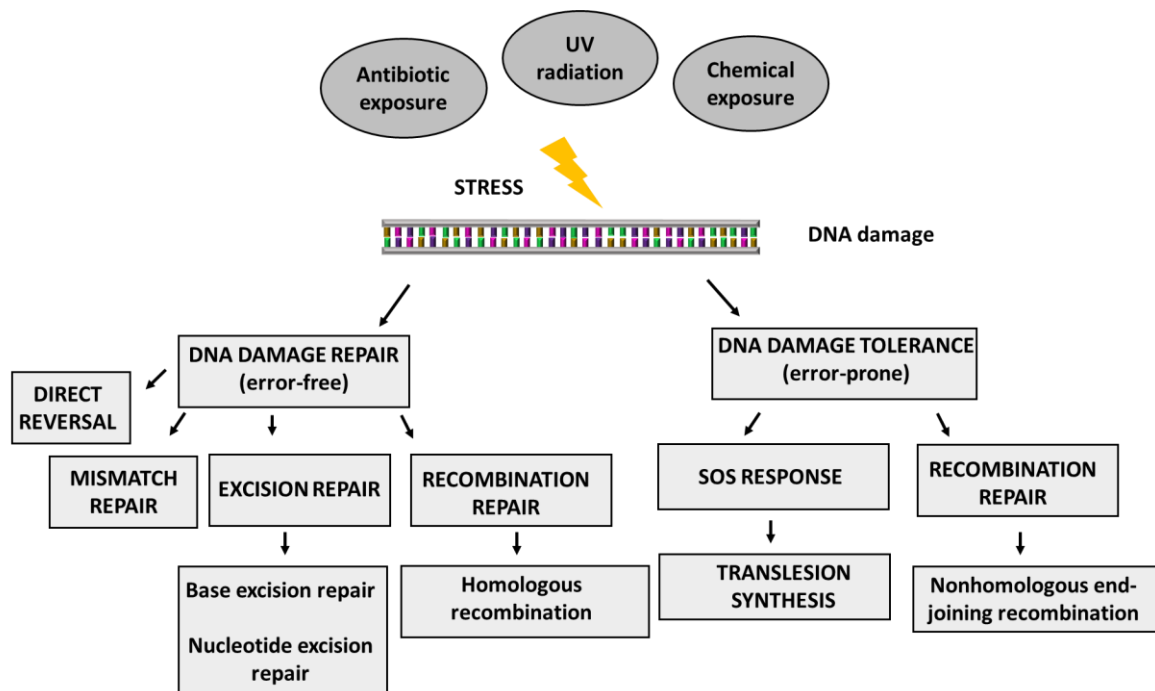 Antibiotic
exposure
UV
radiation
Chemical
exposure
STRESS
DNA damage
DNA DAMAGE REPAIR
(error-free)
DNA DAMAGE TOLERANCE
(error-prone)
DIRECT
REVERSAL
MISMATCH
REPAIR
EXCISION REPAIR
RECOMBINATION
REPAIR
SOS RESPONSE
RECOMBINATION
REPAIR
Base excision repair
Nucleotide excision
repair
Homologous
recombination
TRANSLESION
SYNTHESIS
Nonhomologous end-
joining recombination